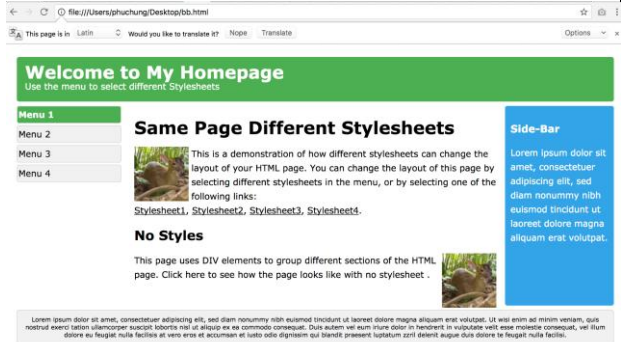 file:///Users/phuchung/Desktop/bb.html
This page is in Latin Would you like to translate it? Nope Translate Options
Welcome to My Homepage
Use the menu to select different Stylesheets
Menu 1
Menu 2
Menu 3
Menu 4
Same Page Different Stylesheets
This is a demonstration of how different stylesheets can change the
layout of your HTML page. You can change the layout of this page by
selecting different stylesheets in the menu, or by selecting one of the
following links:
Stylesheet1, Stylesheet2, Stylesheet3, Stylesheet4.
No Styles
This page uses DIV elements to group different sections of the HTML
page. Click here to see how the page looks like with no stylesheet .
Side-Bar
Lorem ipsum dolor sit
amet, consectetuer
adipiscing elit, sed
diam nonummy nibh
euismod tincidunt ut
laoreet dolore magna
aliquam erat volutpat.
Lorem ipsum dolor sit amet, consectetuer adipiscing elit, sed diam nonummy nibh euismod tincidunt ut laoreet dolore magna aliquam erat volutpat. Ut wisi enim ad minim veniam, quis
nostrud exerci tation ullamcorper suscipit lobortis nisl ut aliquip ex ea commodo consequat. Duis autem vel eum iriure dolor in hendrerit in vulputate velit esse molestie consequat, vel illum
dolore eu feugiat nulla facilisis at vero eros et accumsan et iusto odio dignissim qui blandit praesent luptatum zzril delenit augue duis dolore te feugait nulla facilisi.